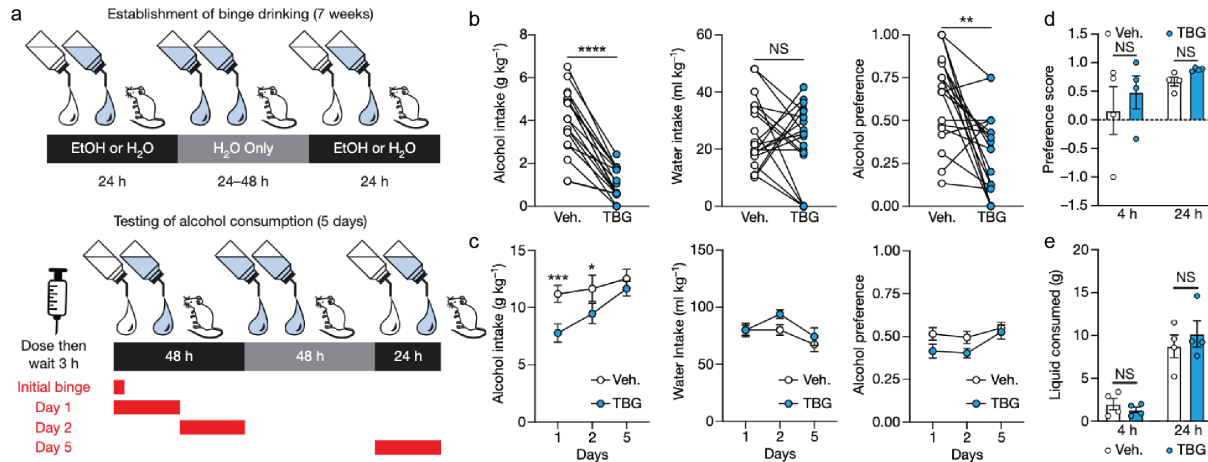 a
Establishment of binge drinking (7 weeks)
EtOH or H2O
H2O Only
EtOH or H2O
24 h
24–48 h
24 h
Testing of alcohol consumption (5 days)
Dose then
wait 3 h
48 h
48 h
24 h
Initial binge
Day 1
Day 2
Day 5
b
Alcohol intake (g kg⁻¹)
8
6
4
2
0
****
Veh.
TBG
Water intake (ml kg⁻¹)
60
40
20
0
NS
Veh.
TBG
Alcohol preference
1.00
0.75
0.50
0.25
0.00
**
Veh.
TBG
c
Alcohol intake (g kg⁻¹)
15
10
5
0
***
*
Veh.
TBG
1
2
5
Days
Water Intake (ml kg⁻¹)
150
100
50
0
Veh.
TBG
1
2
5
Days
Alcohol preference
1.00
0.75
0.50
0.25
0.00
Veh.
TBG
1
2
5
Days
d
Veh.
TBG
Preference score
1.5
1.0
0.5
0.0
−0.5
−1.0
−1.5
NS
NS
4 h
24 h
e
Liquid consumed (g)
20
15
10
5
0
NS
NS
4 h
24 h
Veh.
TBG